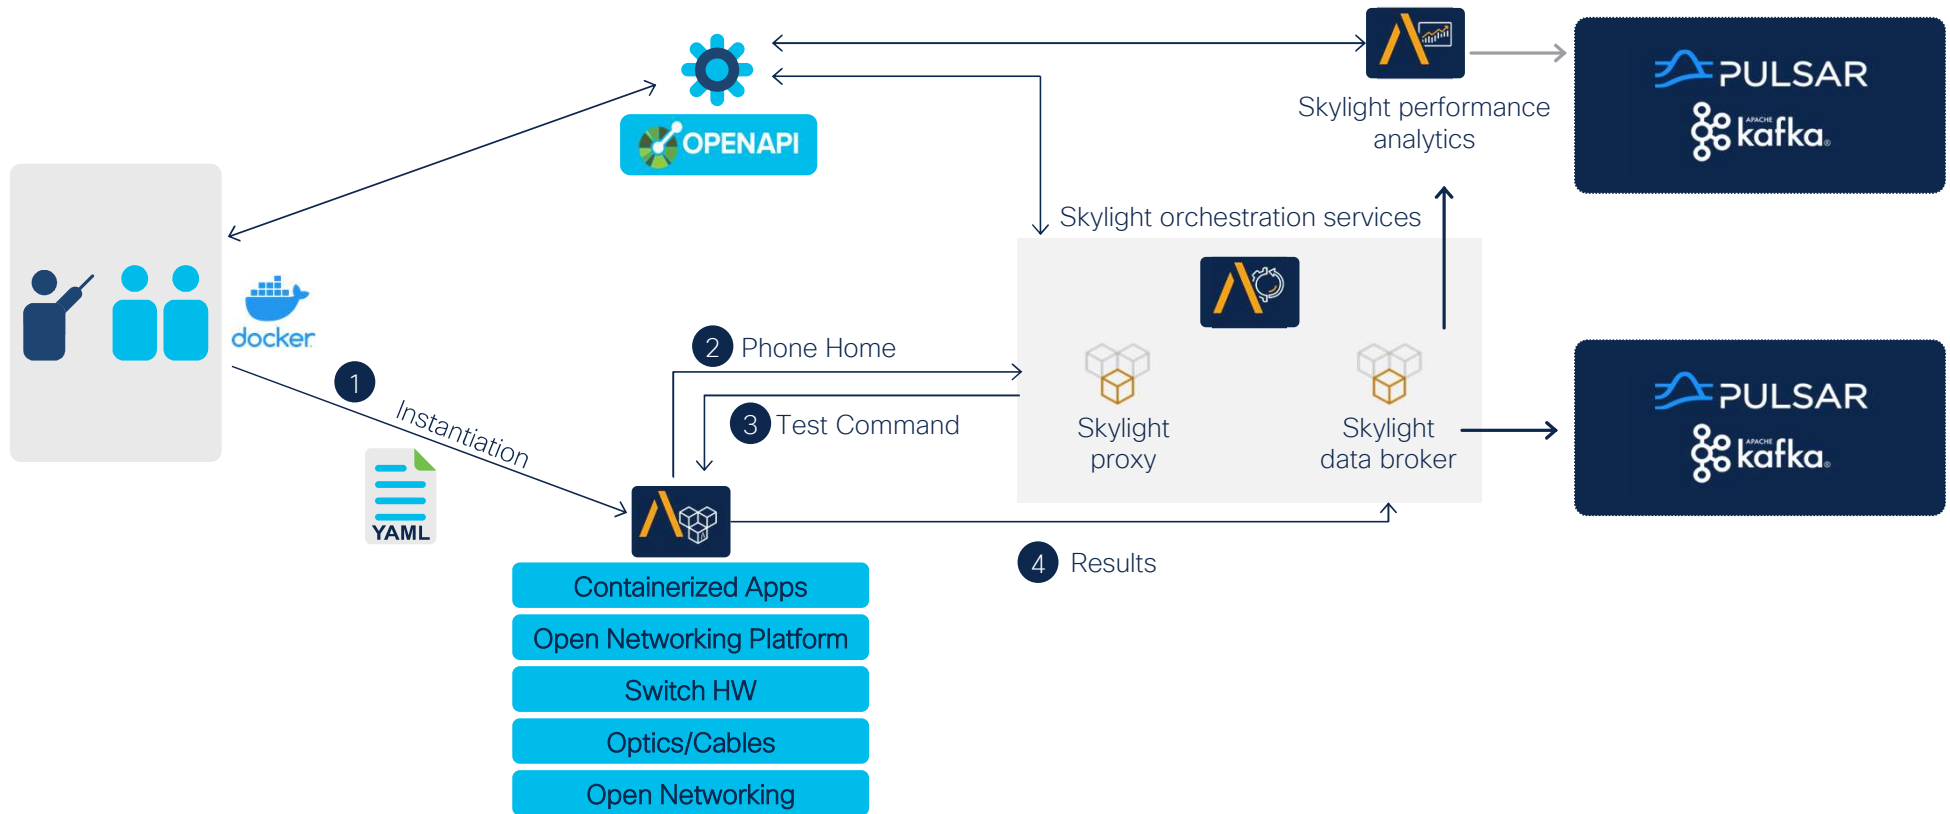 OPENAPI
Skylight performance
analytics
PULSAR
APACHE
kafka®
Skylight orchestration services
docker
1
Instantiation
YAML
2 Phone Home
3 Test Command
Skylight
proxy
Skylight
data broker
PULSAR
APACHE
kafka®
4 Results
Containerized Apps
Open Networking Platform
Switch HW
Optics/Cables
Open Networking